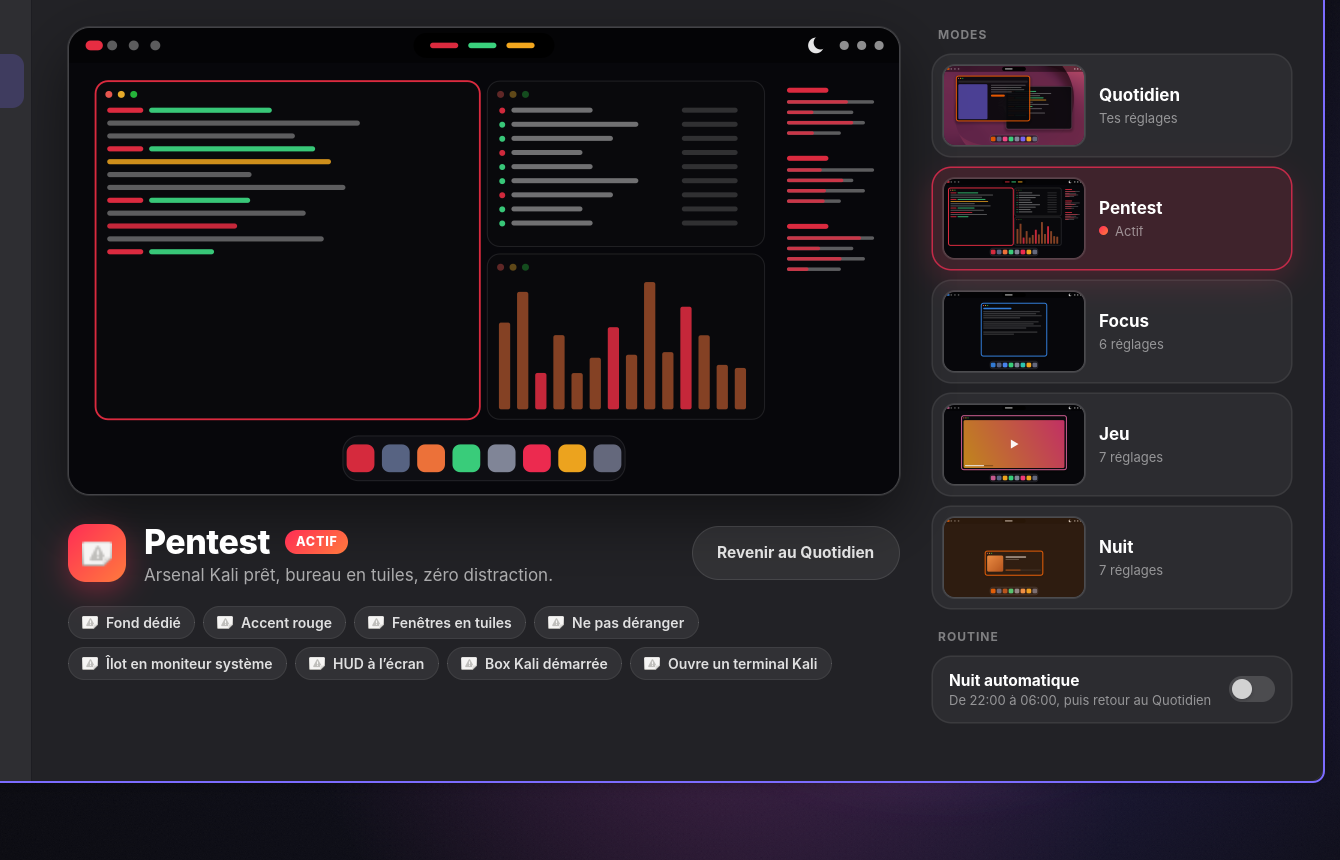 MODES
Quotidien
Tes réglages
Pentest
Actif
Focus
6 réglages
Jeu
7 réglages
Nuit
7 réglages
ROUTINE
Nuit automatique
De 22:00 à 06:00, puis retour au Quotidien
Pentest
ACTIF
Arsenal Kali prêt, bureau en tuiles, zéro distraction.
Revenir au Quotidien
Fond dédié
Accent rouge
Fenêtres en tuiles
Ne pas déranger
Îlot en moniteur système
HUD à l’écran
Box Kali démarrée
Ouvre un terminal Kali